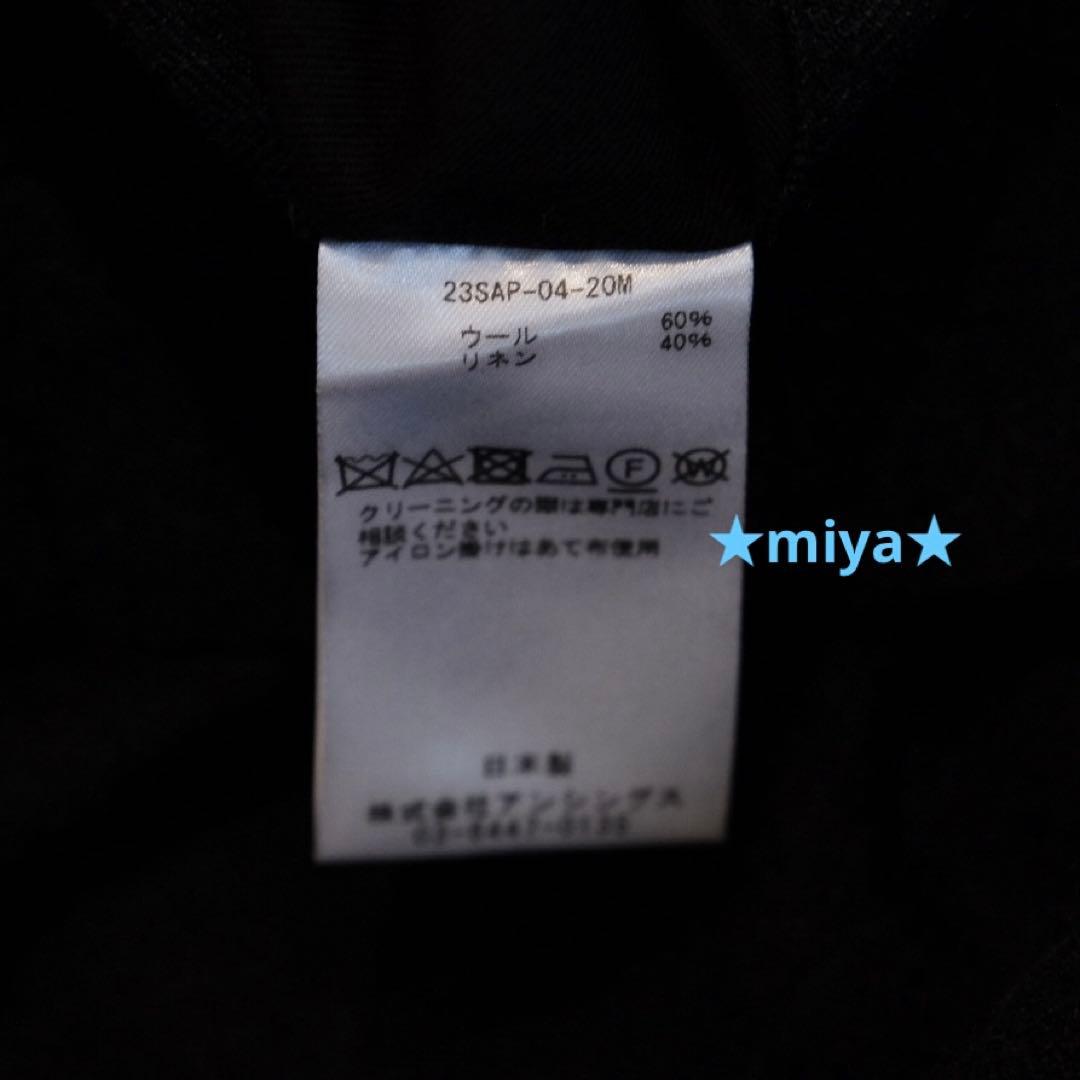 23SAP-04-20M
ウール 60%
リネン 40%
F W
クリーニングの際は専門店にご
相談ください
アイロン掛けはあて布使用
★miya★
日本製
株式会社アンシングス